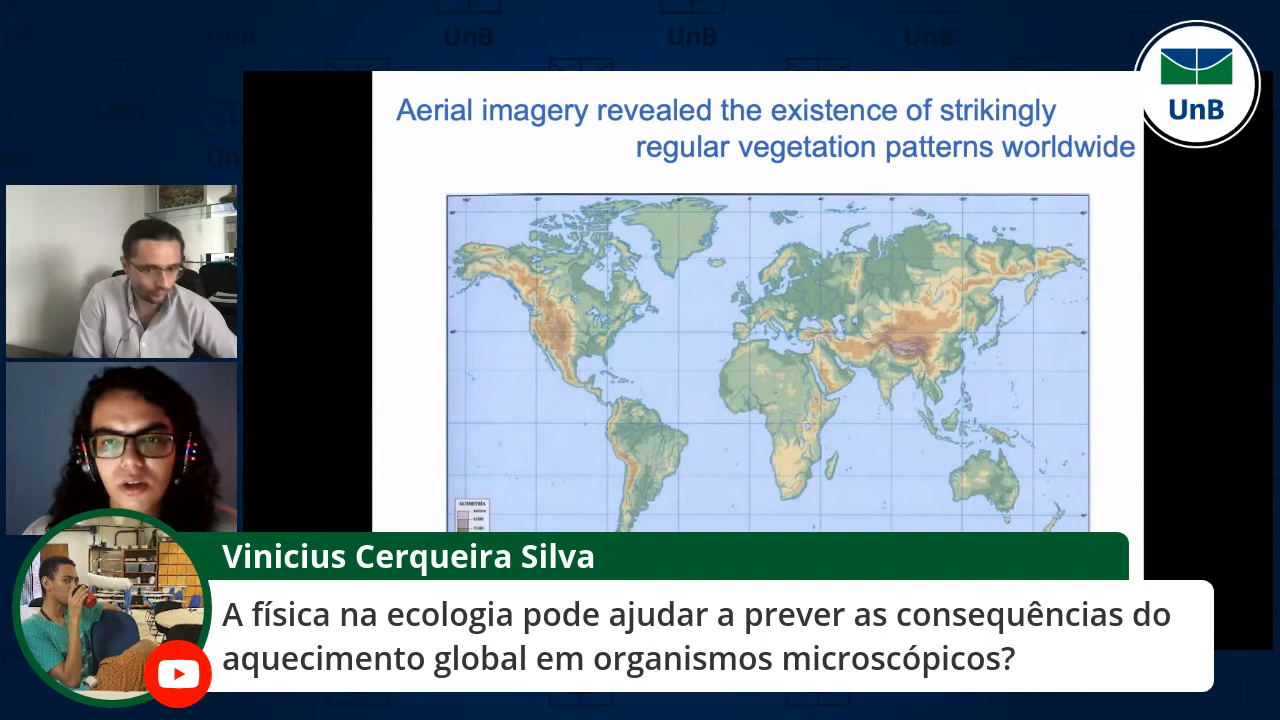 UnB
Aerial imagery revealed the existence of strikingly
regular vegetation patterns worldwide
ALTIMETRÍA
Vinicius Cerqueira Silva
A física na ecologia pode ajudar a prever as consequências do
aquecimento global em organismos microscópicos?